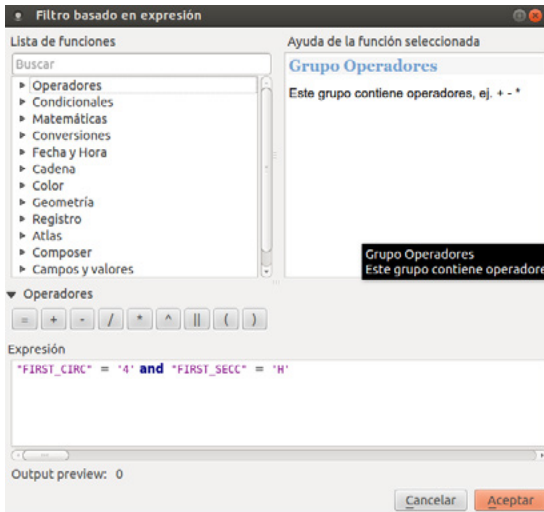 Filtro basado en expresión
Lista de funciones
Buscar
Operadores
Condicionales
Matemáticas
Conversiones
Fecha y Hora
Cadena
Color
Geometría
Registro
Atlas
Composer
Campos y valores
Ayuda de la función seleccionada
Grupo Operadores
Este grupo contiene operadores, ej. + - *
Grupo Operadores
Este grupo contiene operadore
Operadores
= + - / * ^ || ( )
Expresión
"FIRST_CIRC" = '4' and "FIRST_SECC" = 'H'
Output preview: 0
Cancelar Aceptar